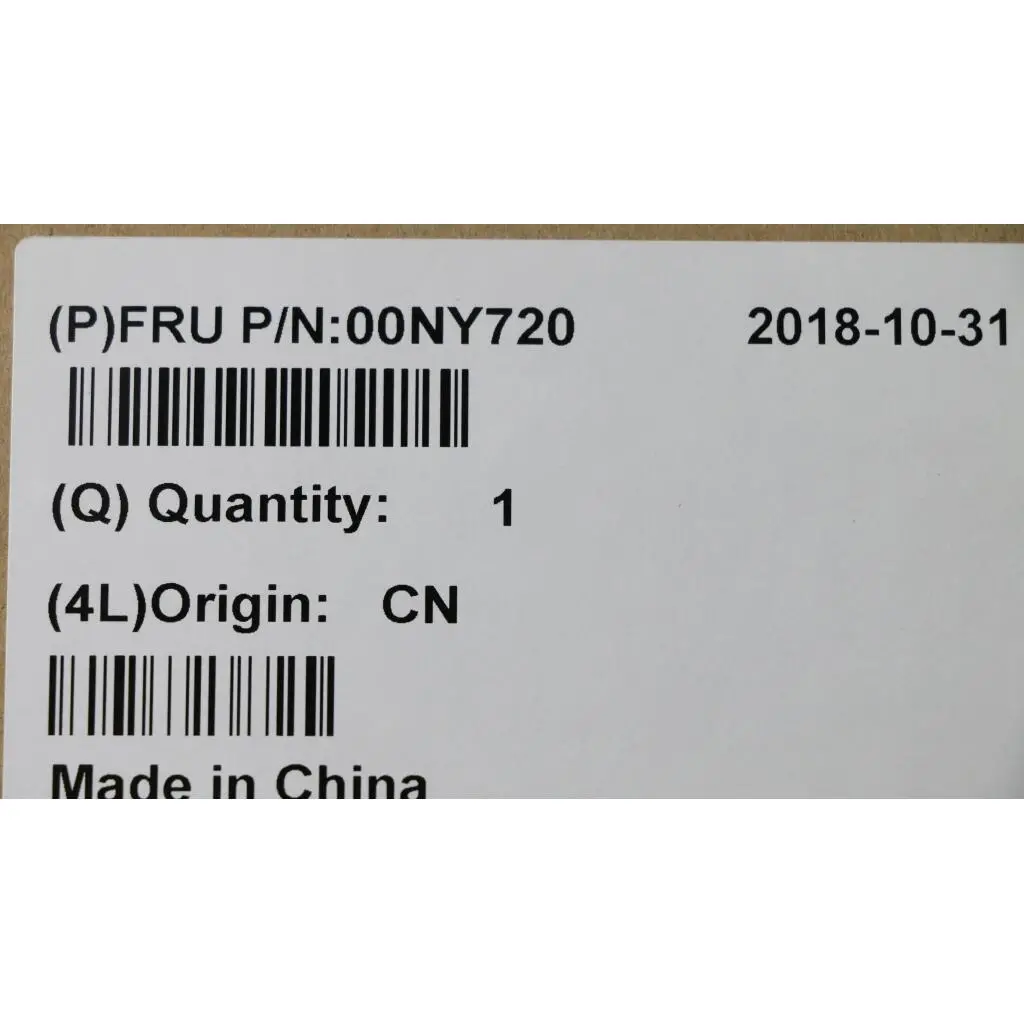 (P)FRU P/N:00NY720 2018-10-31
(Q) Quantity: 1
(4L)Origin: CN
Made in China